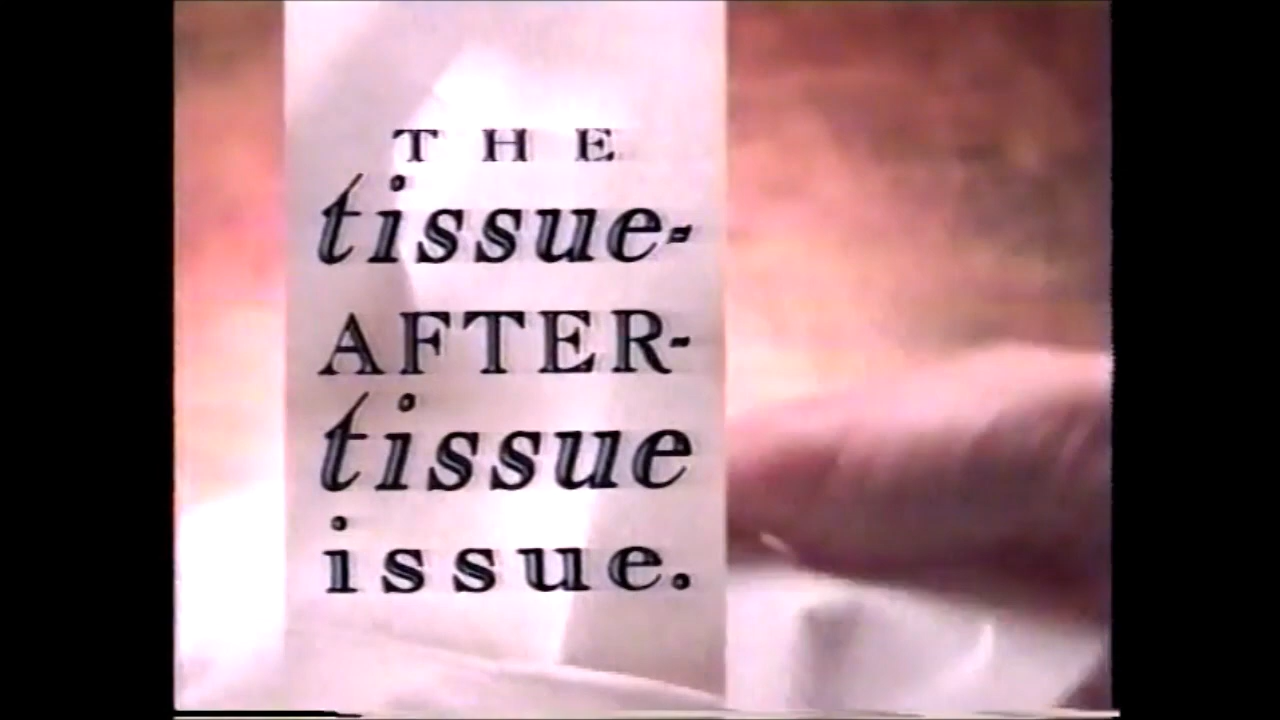 THE
tissue-
AFTER-
tissue
issue.